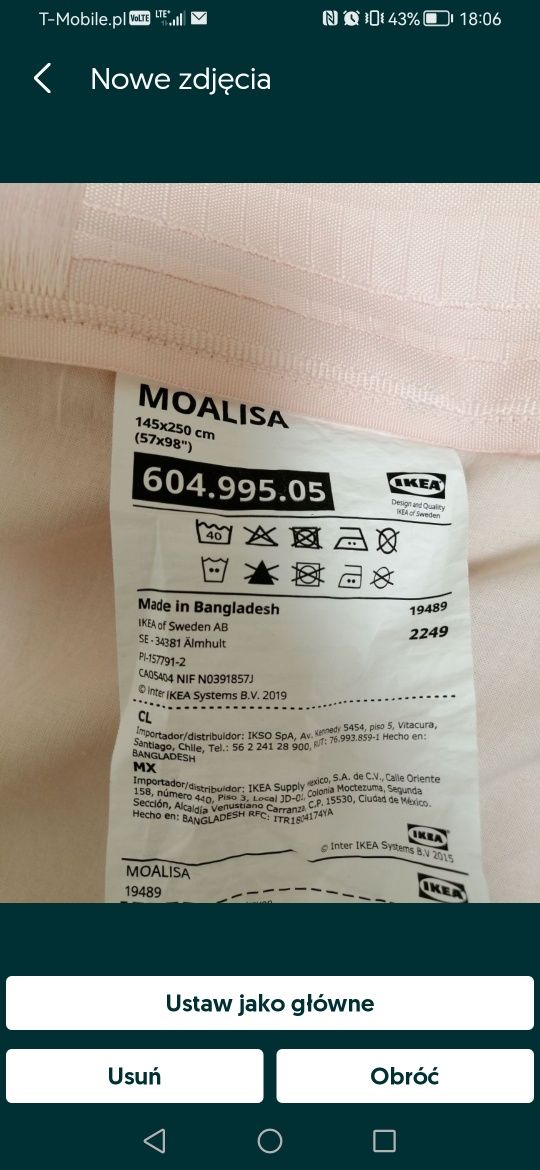 T-Mobile.pl VoLTE LTE+ 43% 18:06
Nowe zdjęcia
MOALISA
145x250 cm
(57x98")
604.995.05
IKEA
Design and Quality
IKEA of Sweden
40
Made in Bangladesh
19489
IKEA of Sweden AB
2249
SE - 34381 Älmhult
PI-157791-2
CA05404 NIF N0391857J
© Inter IKEA Systems B.V. 2019
CL
Importador/distribuidor: IKSO SpA, Av. Kennedy 5454, piso 5, Vitacura,
Santiago, Chile, Tel.: 56 2 241 28 900, RUT: 76.993.859-1 Hecho en:
BANGLADESH
MX
Importador/distribuidor: IKEA Supply Mexico, S.A. de C.V., Calle Oriente
158, número 440, Piso 3, Local JD-0, Colonia Moctezuma, Segunda
Sección, Alcaldía Venustiano Carranza, C.P. 15530, Ciudad de México.
Hecho en: BANGLADESH RFC:
IKEA
© Inter IKEA Systems B.V 2015
MOALISA
19489
IKEA
Ustaw jako główne
Usuń
Obróć